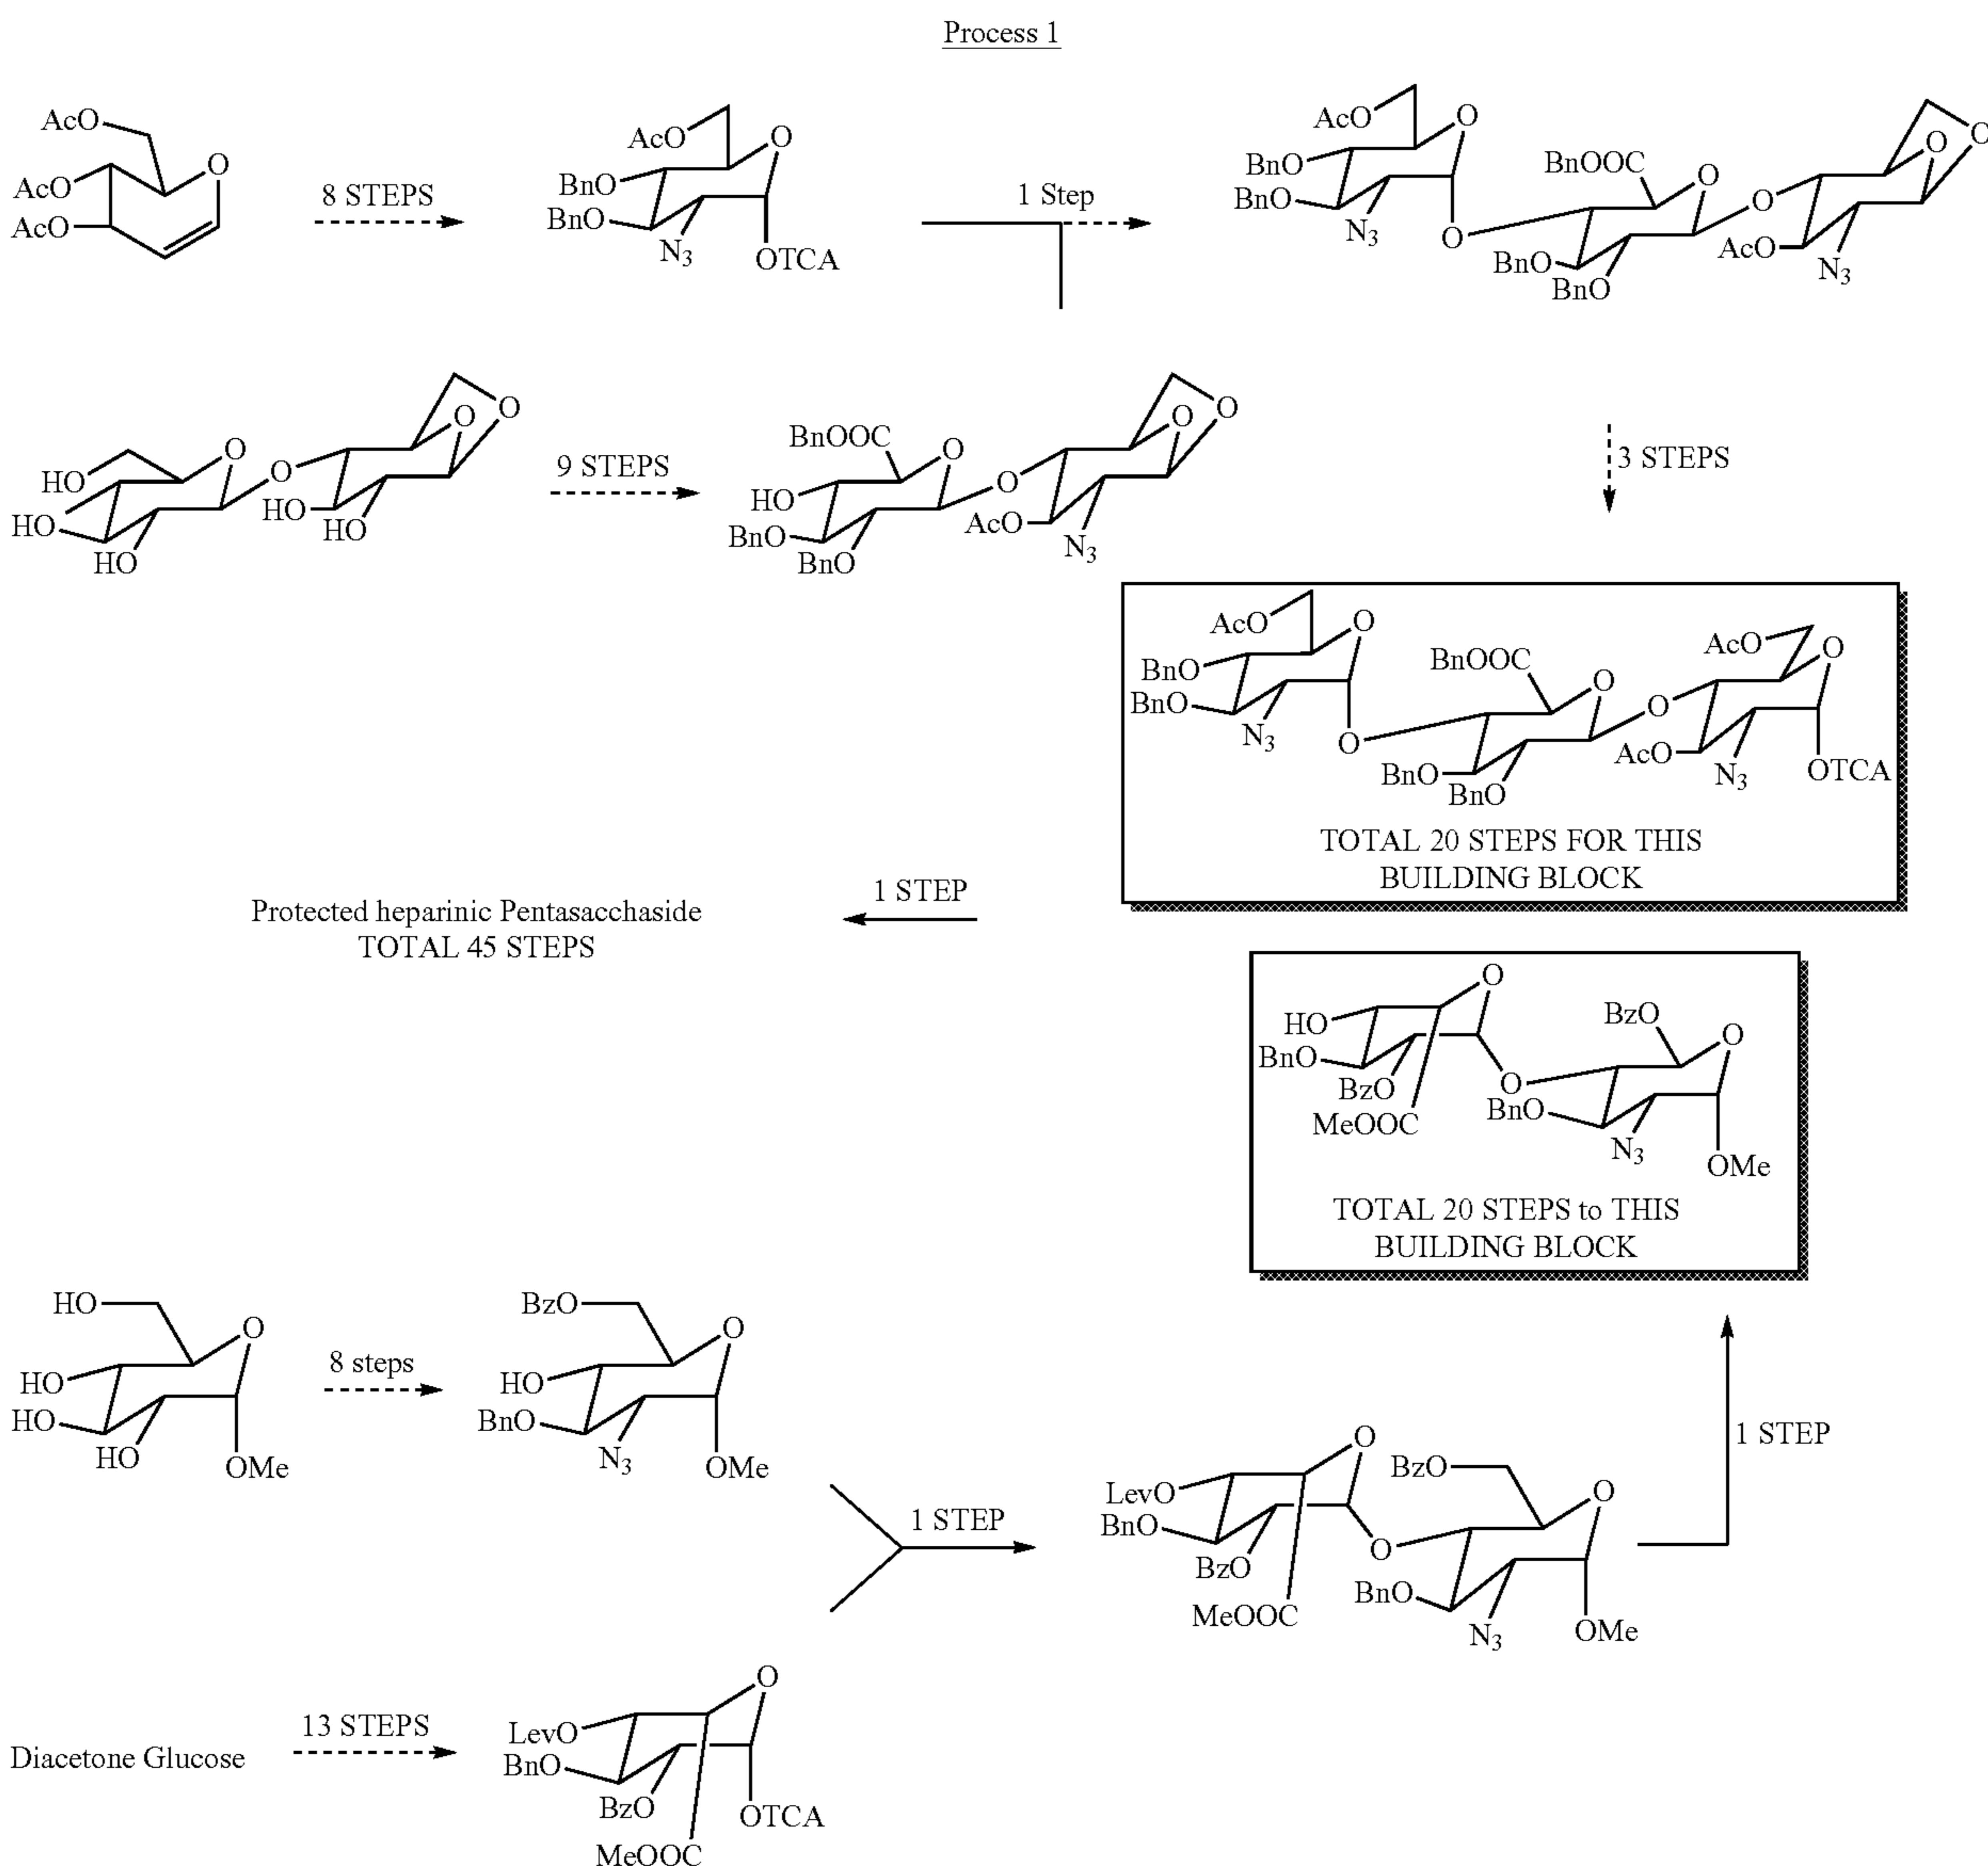 Process 1
AcO
AcO
AcO
O
8 STEPS
AcO
O
BnO
BnO
N3
OTCA
1 Step
AcO
O
BnO
BnO
N3
O
BnOOC
O
BnO
BnO
O
O
O
AcO
N3
HO
HO
HO
O
O
HO
HO
O
O
9 STEPS
BnOOC
O
HO
BnO
BnO
O
O
O
AcO
N3
3 STEPS
AcO
O
BnO
BnO
N3
O
BnOOC
O
BnO
BnO
O
AcO
O
AcO
N3
OTCA
TOTAL 20 STEPS FOR THIS
BUILDING BLOCK
1 STEP
Protected heparinic Pentasacchaside
TOTAL 45 STEPS
O
HO
BnO
BzO
MeOOC
O
BzO
O
BnO
N3
OMe
TOTAL 20 STEPS to THIS
BUILDING BLOCK
HO
O
HO
HO
HO
OMe
8 steps
BzO
O
HO
BnO
N3
OMe
1 STEP
O
LevO
BnO
BzO
MeOOC
O
BzO
O
BnO
N3
OMe
1 STEP
Diacetone Glucose
13 STEPS
O
LevO
BnO
BzO
OTCA
MeOOC